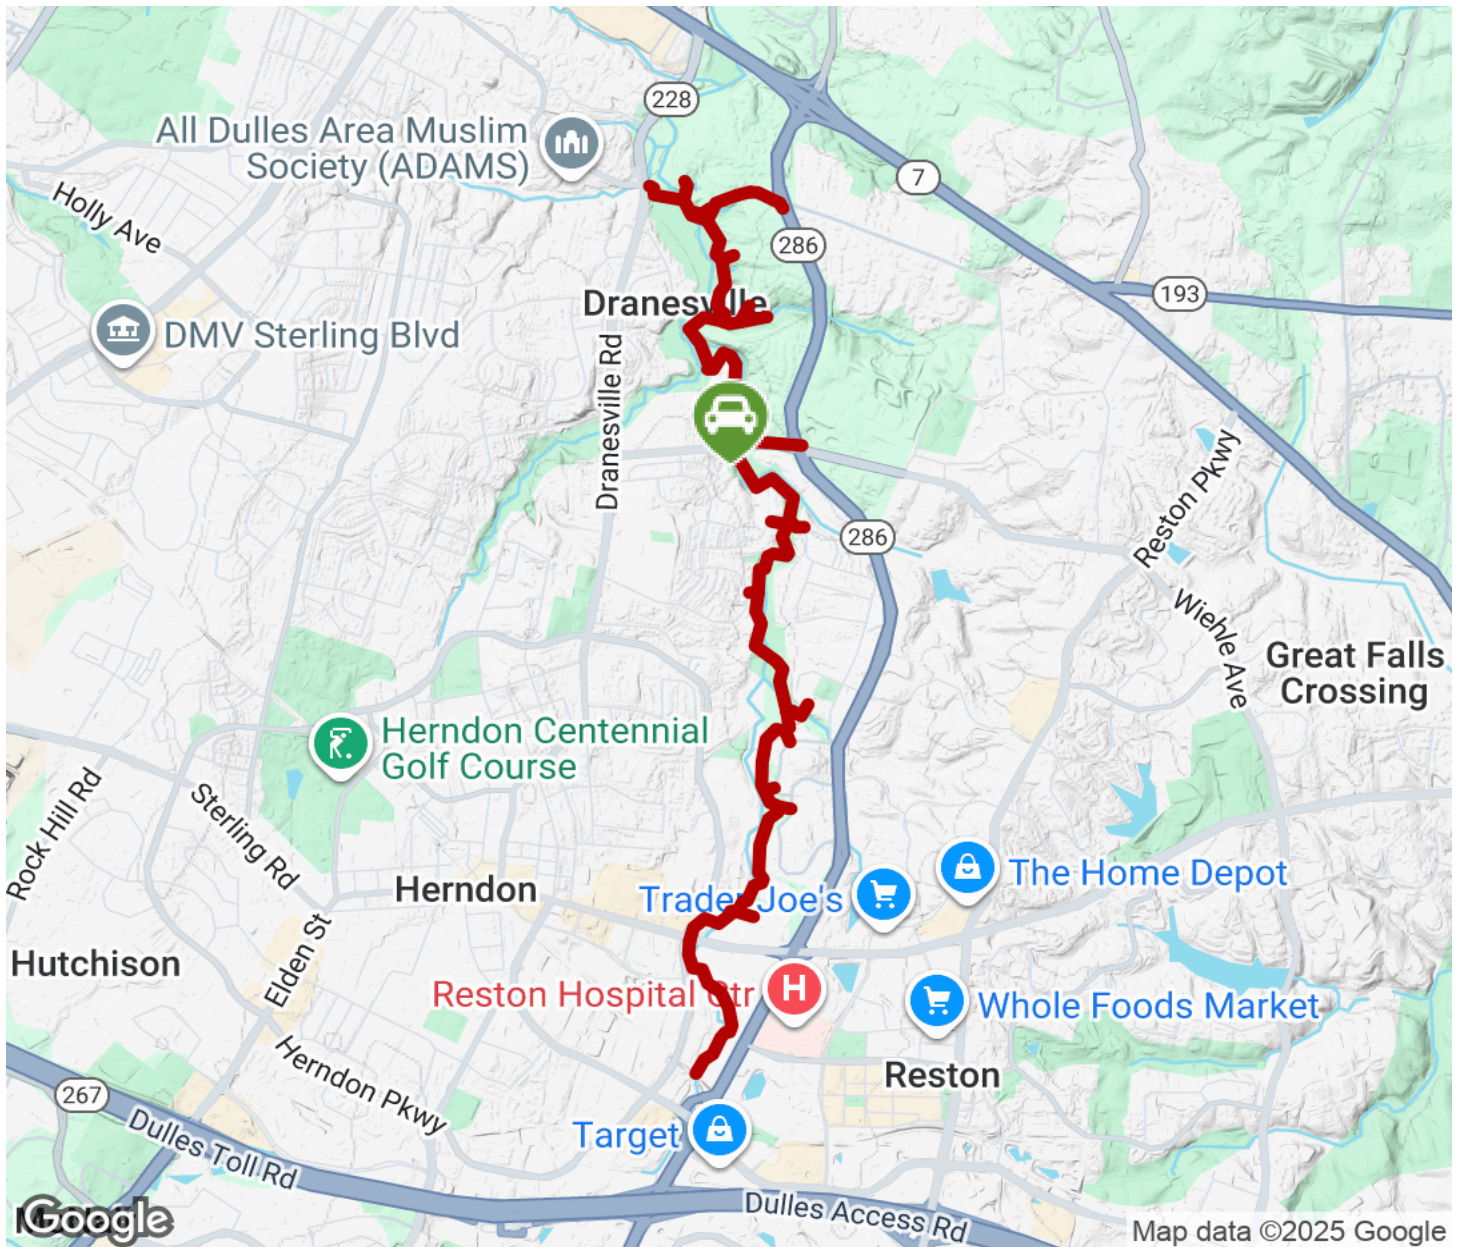 228
All Dulles Area Muslim
Society (ADAMS)
7
Holly Ave
286
193
Dranesville
DMV Sterling Blvd
Dranesville Rd
Reston Pkwy
286
Wiehle Ave
Great Falls
Crossing
Herndon Centennial
Golf Course
Rock Hill Rd
Sterling Rd
Herndon
Trader Joe's
The Home Depot
Hutchison
Elden St
Reston Hospital Ctr
H
Whole Foods Market
Reston
Herndon Pkwy
267
Target
Dulles Toll Rd
Dulles Access Rd
Google
Map data ©2025 Google